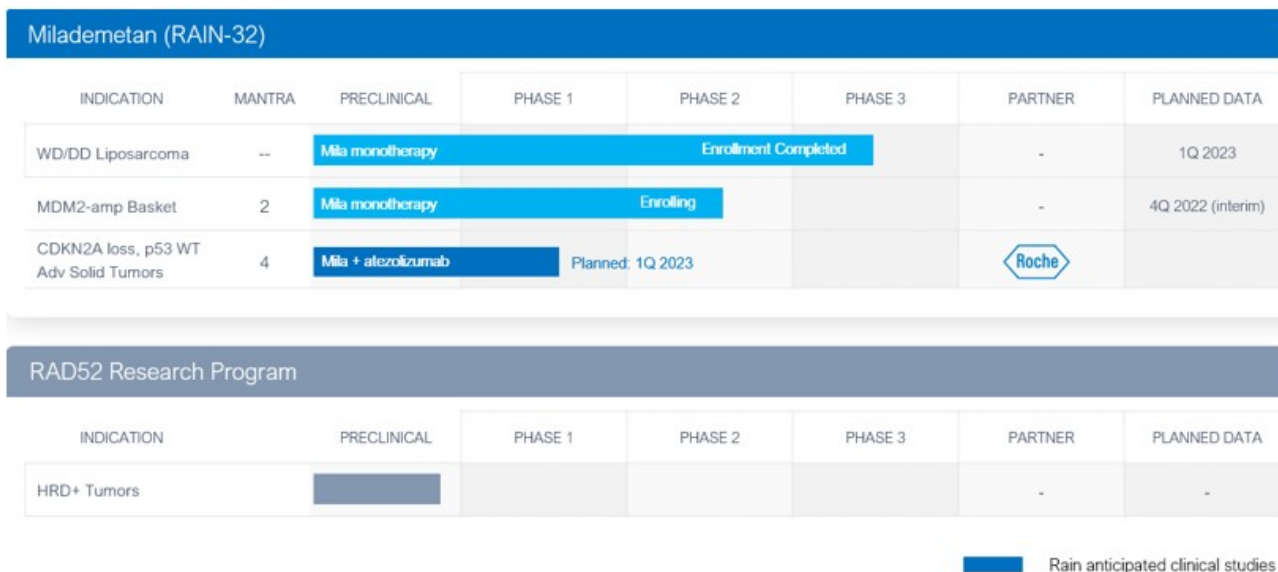 Milademetan (RAIN-32)
INDICATION MANTRA PRECLINICAL PHASE 1 PHASE 2 PHASE 3 PARTNER PLANNED DATA
WD/DD Liposarcoma -- Mila monotherapy Enrollment Completed - 1Q 2023
MDM2-amp Basket 2 Mila monotherapy Enrolling - 4Q 2022 (interim)
CDKN2A loss, p53 WT
Adv Solid Tumors 4 Mila + atezolizumab Planned: 1Q 2023 Roche
RAD52 Research Program
INDICATION PRECLINICAL PHASE 1 PHASE 2 PHASE 3 PARTNER PLANNED DATA
HRD+ Tumors - -
Rain anticipated clinical studies